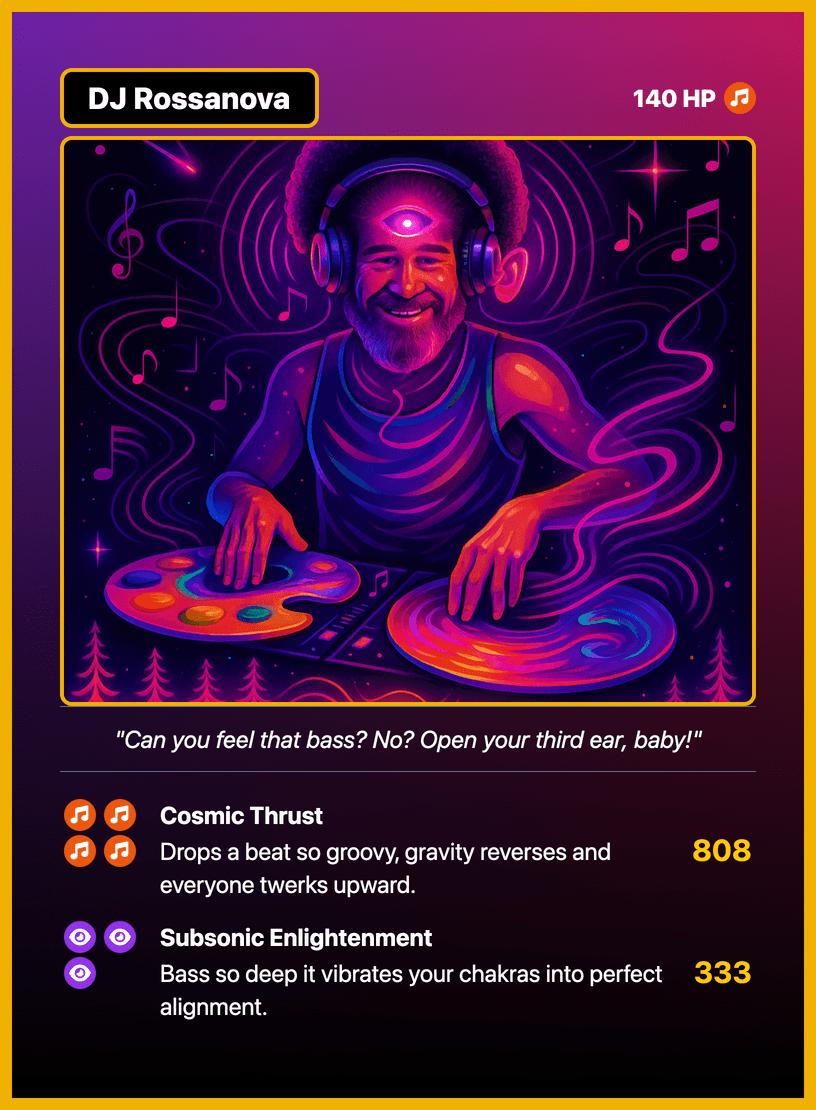 DJ Rossanova
140 HP
"Can you feel that bass? No? Open your third ear, baby!"
Cosmic Thrust
Drops a beat so groovy, gravity reverses and
everyone twerks upward.
808
Subsonic Enlightenment
Bass so deep it vibrates your chakras into perfect
alignment.
333